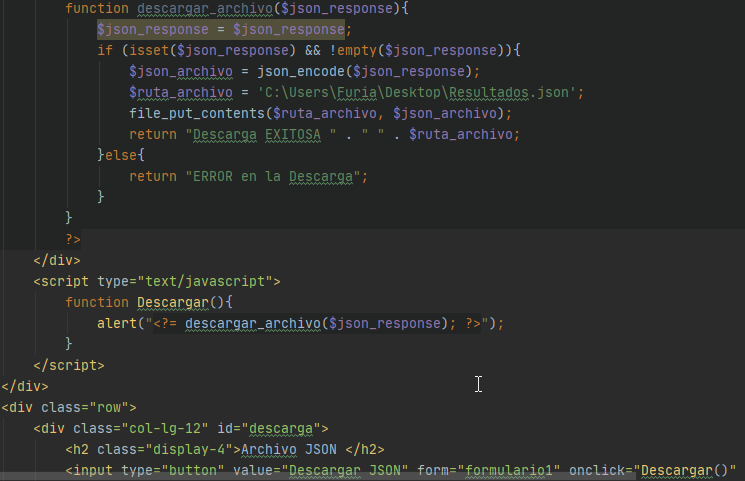 function descargar_archivo($json_response){
$json_response = $json_response;
if (isset($json_response) && !empty($json_response)){
$json_archivo = json_encode($json_response);
$ruta_archivo = 'C:\Users\Furia\Desktop\Resultados.json';
file_put_contents($ruta_archivo, $json_archivo);
return "Descarga EXITOSA " . " " . $ruta_archivo;
}else{
return "ERROR en la Descarga";
}
}
?>
</div>
<script type="text/javascript">
function Descargar(){
alert("<?= descargar_archivo($json_response); ?>");
}
</script>
</div>
<div class="row">
<div class="col-lg-12" id="descarga">
<h2 class="display-4">Archivo JSON </h2>
<input type="button" value="Descargar JSON" form="formulario1" onclick="Descargar()"